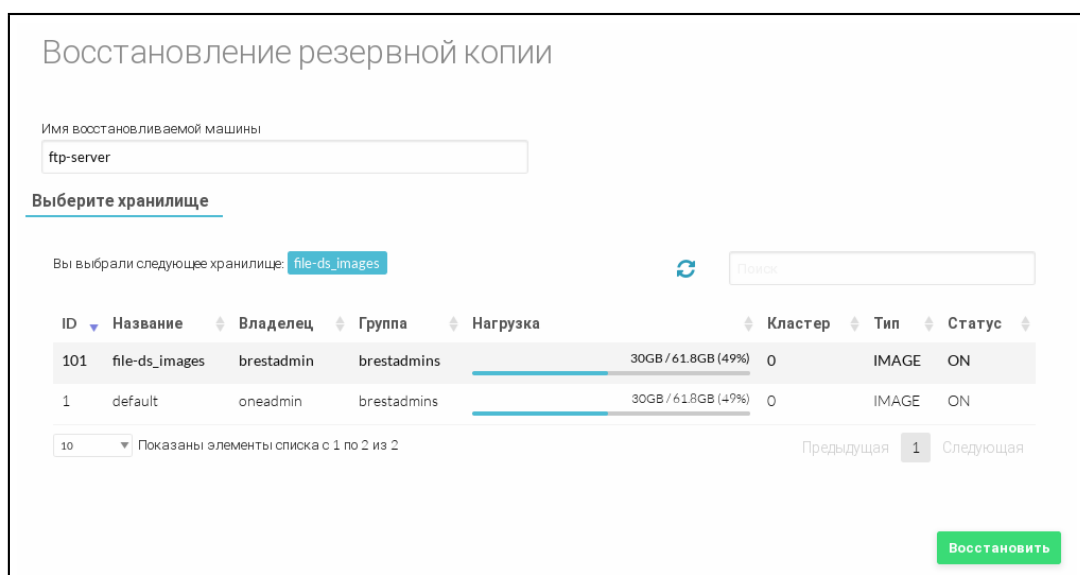 Восстановление резервной копии
Имя восстановливаемой машины
ftp-server
Выберите хранилище
Вы выбрали следующее хранилище: file-ds_images
Поиск
ID Название Владелец Группа Нагрузка Кластер Тип Статус
101 file-ds_images brestadmin brestadmins 30GB / 61.8GB (49%) 0 IMAGE ON
1 default oneadmin brestadmins 30GB / 61.8GB (49%) 0 IMAGE ON
10 Показаны элементы списка с 1 по 2 из 2 Предыдущая 1 Следующая
Восстановить